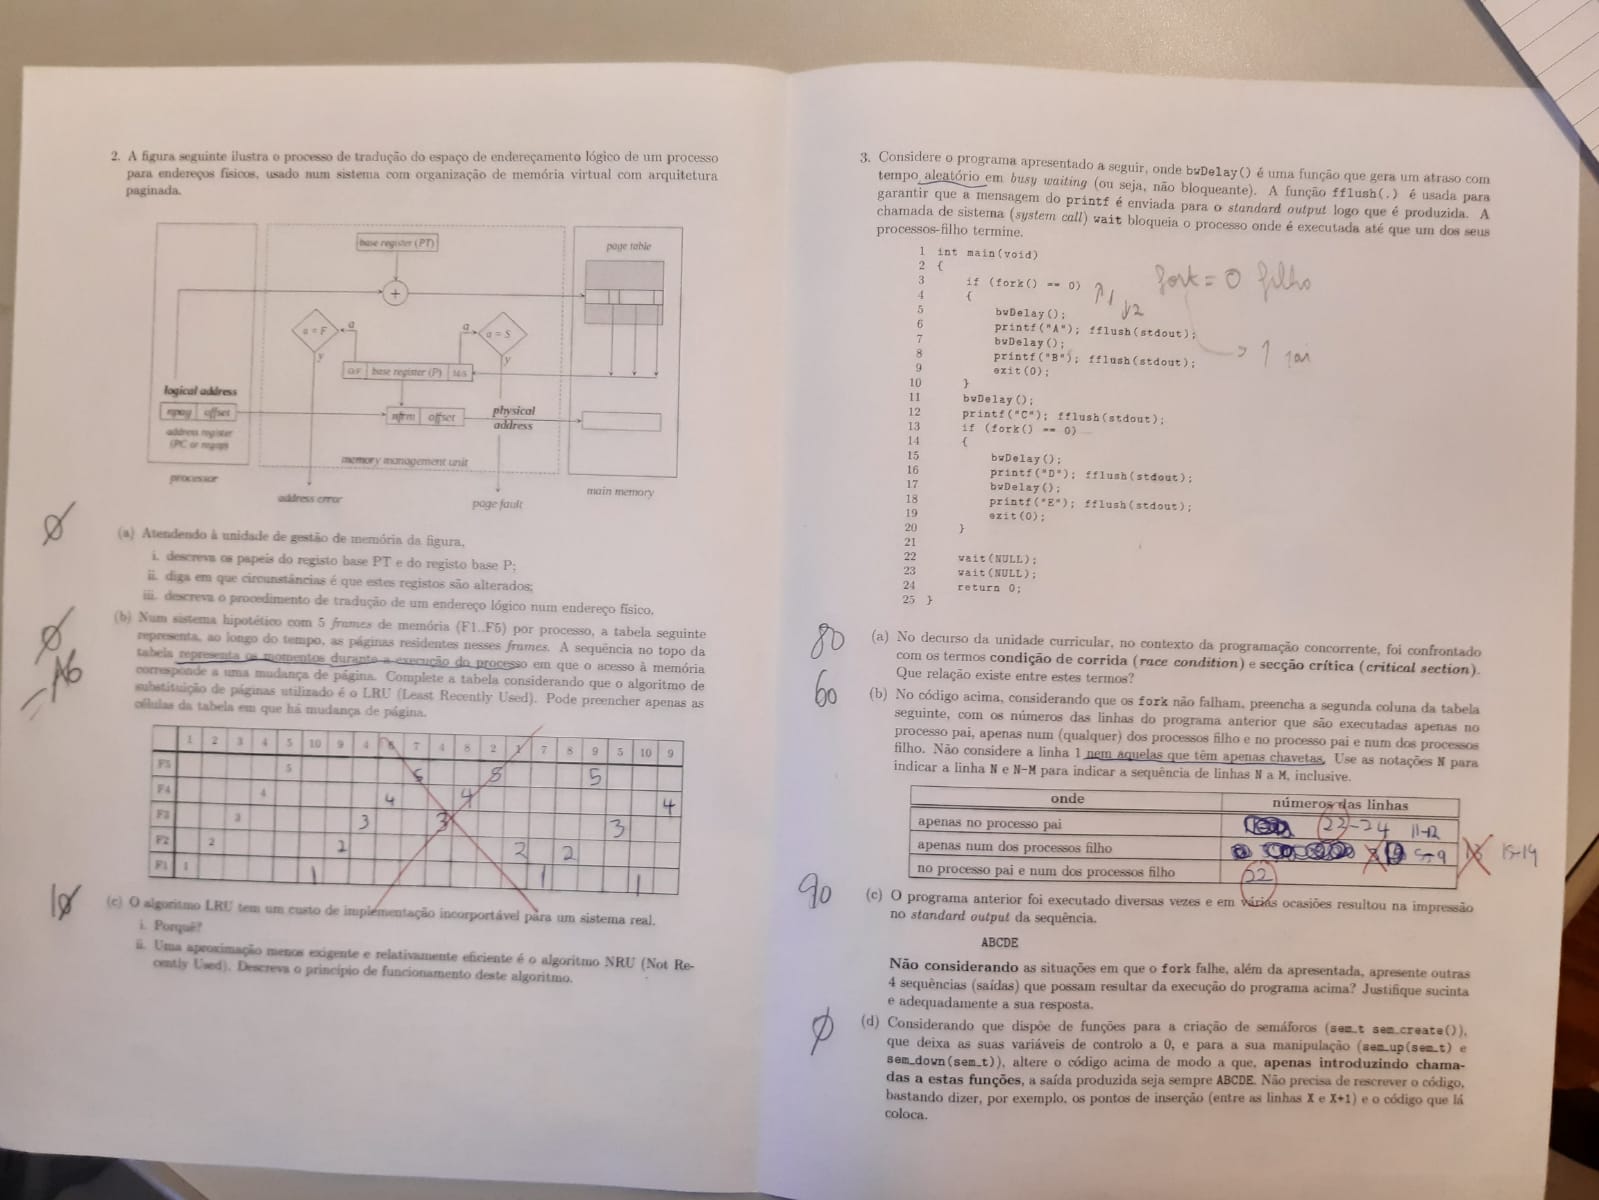 2. A figura seguinte ilustra o processo de tradução do espaço de endereçamento lógico de um processo
para endereços físicos, usado num sistema com organização de memória virtual com arquitetura
paginada.
base register (PT)
page table
+
a = F
a
a
a = S
y
y
O/F base register (P) M/S
logical address
npag offset
address register
(PC or regsp)
nfrm offset
physical
address
memory management unit
processor
address error
page fault
main memory
(a) Atendendo à unidade de gestão de memória da figura,
i. descreva os papeis do registo base PT e do registo base P;
ii. diga em que circunstâncias é que estes registos são alterados;
iii. descreva o procedimento de tradução de um endereço lógico num endereço físico.
(b) Num sistema hipotético com 5 frames de memória (F1..F5) por processo, a tabela seguinte
representa, ao longo do tempo, as páginas residentes nesses frames. A sequência no topo da
tabela representa os momentos durante a execução do processo em que o acesso à memória
corresponde a uma mudança de página. Complete a tabela considerando que o algoritmo de
substituição de páginas utilizado é o LRU (Least Recently Used). Pode preencher apenas as
células da tabela em que há mudança de página.
1 2 3 4 5 10 9 4 6 7 4 8 2 1 7 8 9 5 10 9
F5 5 5 5 5
F4 4 4 4 4
F3 3 3 3 3
F2 2 2 2 2
F1 1 1 1 1
(c) O algoritmo LRU tem um custo de implementação incorportável para um sistema real.
i. Porquê?
ii. Uma aproximação menos exigente e relativamente eficiente é o algoritmo NRU (Not Re-
cently Used). Descreva o princípio de funcionamento deste algoritmo.
3. Considere o programa apresentado a seguir, onde bwDelay() é uma função que gera um atraso com
tempo aleatório em busy waiting (ou seja, não bloqueante). A função fflush(.) é usada para
garantir que a mensagem do printf é enviada para o standard output logo que é produzida. A
chamada de sistema (system call) wait bloqueia o processo onde é executada até que um dos seus
processos-filho termine.
1 int main(void)
2 {
3 if (fork() == 0)
4 {
5 bwDelay();
6 printf("A"); fflush(stdout);
7 bwDelay();
8 printf("B"); fflush(stdout);
9 exit(0);
10 }
11 bwDelay();
12 printf("C"); fflush(stdout);
13 if (fork() == 0)
14 {
15 bwDelay();
16 printf("D"); fflush(stdout);
17 bwDelay();
18 printf("E"); fflush(stdout);
19 exit(0);
20 }
21
22 wait(NULL);
23 wait(NULL);
24 return 0;
25 }
fork = 0 filho
80
(a) No decurso da unidade curricular, no contexto da programação concorrente, foi confrontado
com os termos condição de corrida (race condition) e secção crítica (critical section).
Que relação existe entre estes termos?
60
(b) No código acima, considerando que os fork não falham, preencha a segunda coluna da tabela
seguinte, com os números das linhas do programa anterior que são executadas apenas no
processo pai, apenas num (qualquer) dos processos filho e no processo pai e num dos processos
filho. Não considere a linha 1 nem aquelas que têm apenas chavetas. Use as notações N para
indicar a linha N e N-M para indicar a sequência de linhas N a M, inclusive.
onde números das linhas
apenas no processo pai 22-24 11-12
apenas num dos processos filho 5-9 15-19
no processo pai e num dos processos filho 22
90
(c) O programa anterior foi executado diversas vezes e em várias ocasiões resultou na impressão
no standard output da sequência.
ABCDE
Não considerando as situações em que o fork falhe, além da apresentada, apresente outras
4 sequências (saídas) que possam resultar da execução do programa acima? Justifique sucinta
e adequadamente a sua resposta.
(d) Considerando que dispõe de funções para a criação de semáforos (sem_t sem_create()),
que deixa as suas variáveis de controlo a 0, e para a sua manipulação (sem_up(sem_t) e
sem_down(sem_t)), altere o código acima de modo a que, apenas introduzindo chama-
das a estas funções, a saída produzida seja sempre ABCDE. Não precisa de rescrever o código,
bastando dizer, por exemplo, os pontos de inserção (entre as linhas X e X+1) e o código que lá
coloca.